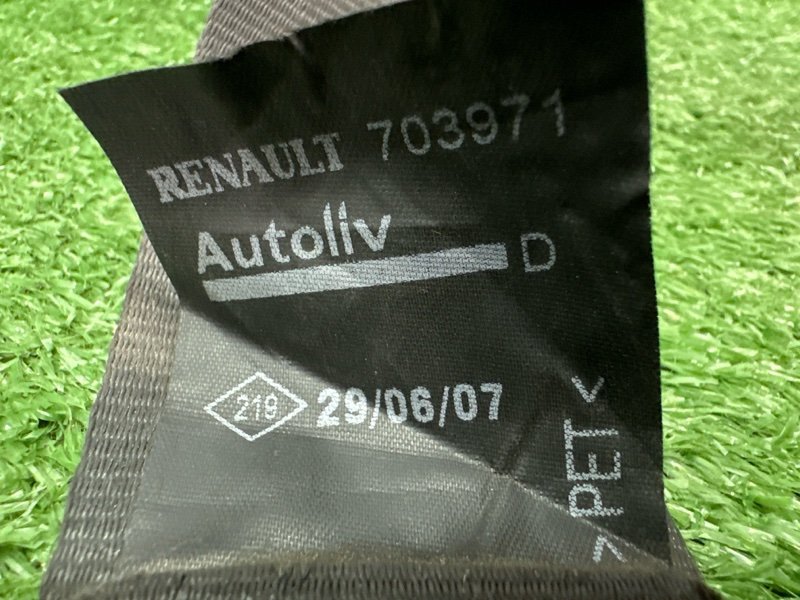 RENAULT 703971
Autoliv D
219 29/06/07
>PET<